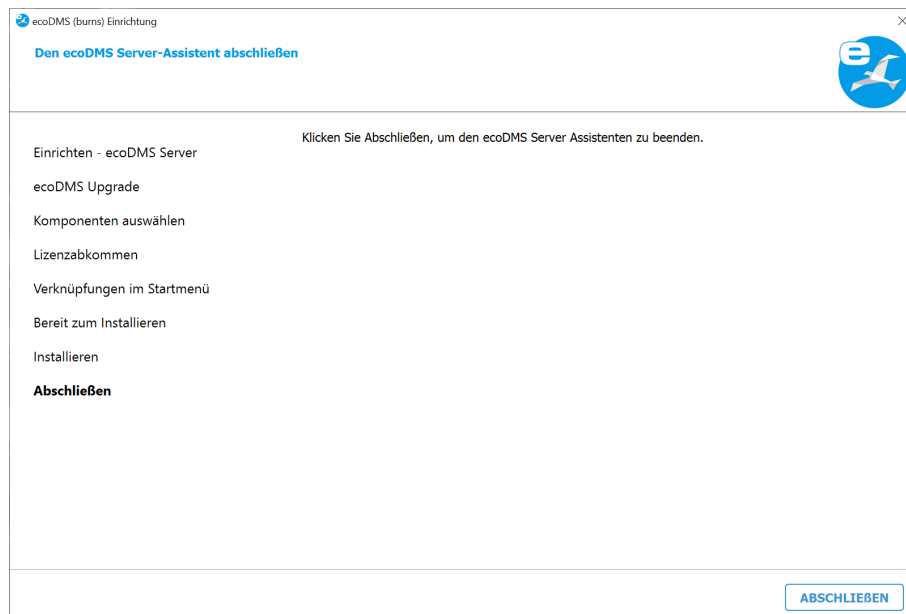 ecoDMS (burns) Einrichtung
Den ecoDMS Server-Assistent abschließen
e
Klicken Sie Abschließen, um den ecoDMS Server Assistenten zu beenden.
Einrichten - ecoDMS Server
ecoDMS Upgrade
Komponenten auswählen
Lizenzabkommen
Verknüpfungen im Startmenü
Bereit zum Installieren
Installieren
Abschließen
ABSCHLIEßEN